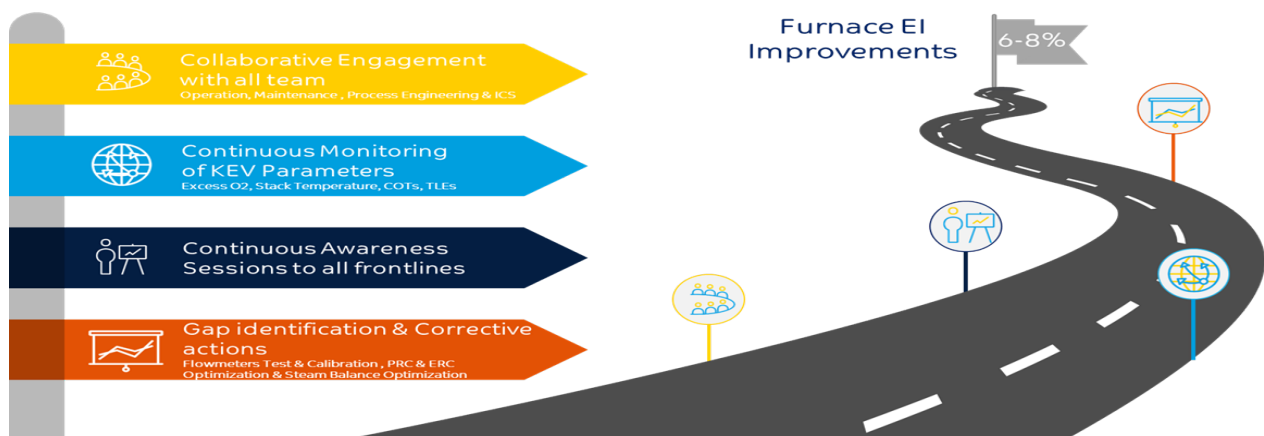 Collaborative Engagement
with all team
Operation, Maintenance , Process Engineering & ICS
Continuous Monitoring
of KEV Parameters
Excess O2, Stack Temperature, COTs, TLEs
Continuous Awareness
Sessions to all frontlines
Gap identification & Corrective
actions
Flowmeters Test & Calibration , PRC & ERC
Optimization & Steam Balance Optimization
Furnace EI
Improvements
6-8%